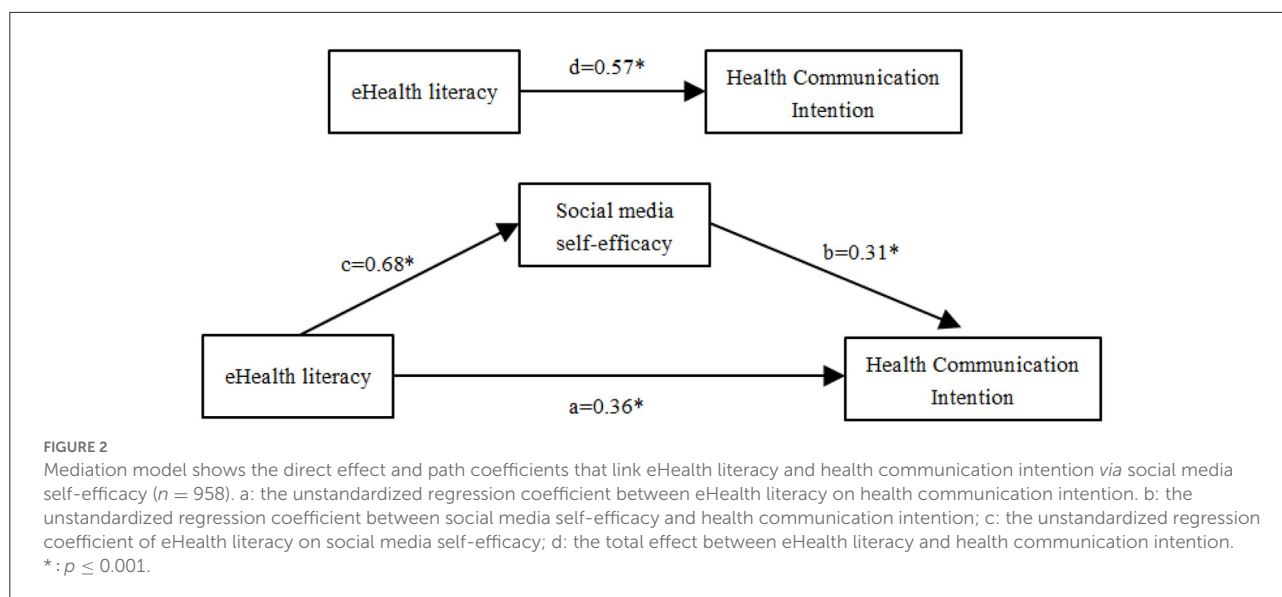 d=0.57*
eHealth literacy
Health Communication
Intention
Social media
self-efficacy
c=0.68*
b=0.31*
eHealth literacy
Health Communication
Intention
a=0.36*
FIGURE 2
Mediation model shows the direct effect and path coefficients that link eHealth literacy and health communication intention via social media
self-efficacy (n = 958). a: the unstandardized regression coefficient between eHealth literacy on health communication intention. b: the
unstandardized regression coefficient between social media self-efficacy and health communication intention; c: the unstandardized regression
coefficient of eHealth literacy on social media self-efficacy; d: the total effect between eHealth literacy and health communication intention.
*: p ≤ 0.001.